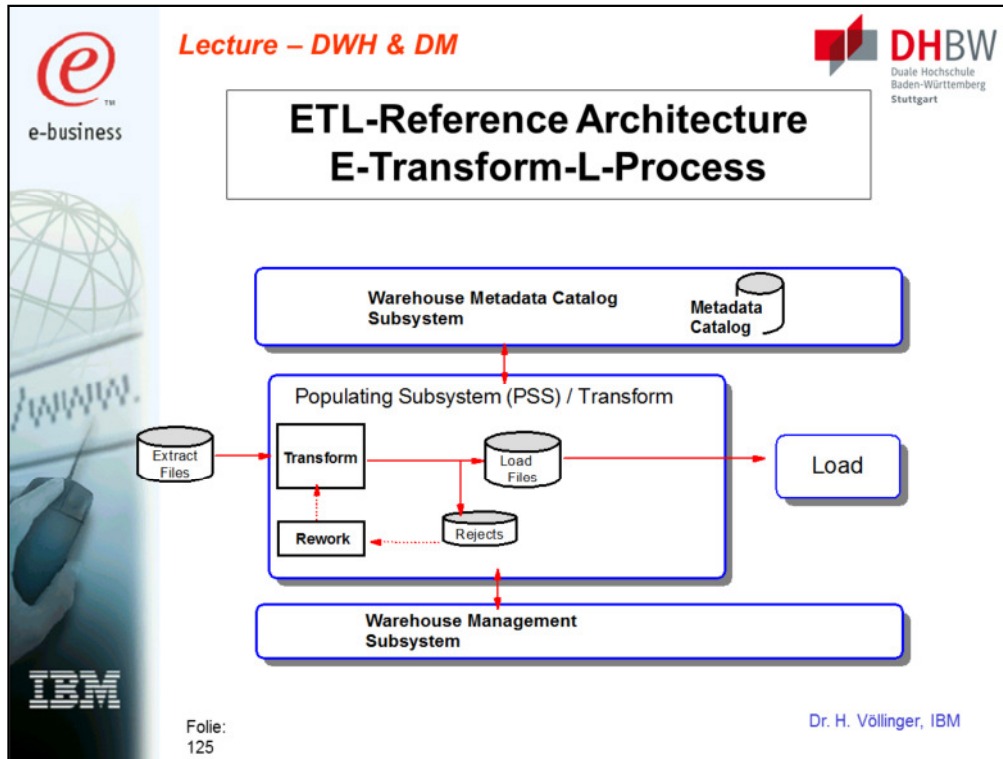 Lecture – DWH & DM
e
TM
e-business
DHBW
Duale Hochschule
Baden-Württemberg
Stuttgart
ETL-Reference Architecture
E-Transform-L-Process
Warehouse Metadata Catalog
Subsystem
Metadata
Catalog
Populating Subsystem (PSS) / Transform
Extract
Files
Transform
Load
Files
Load
Rework
Rejects
Warehouse Management
Subsystem
WWW.
IBM
Folie:
125
Dr. H. Völlinger, IBM